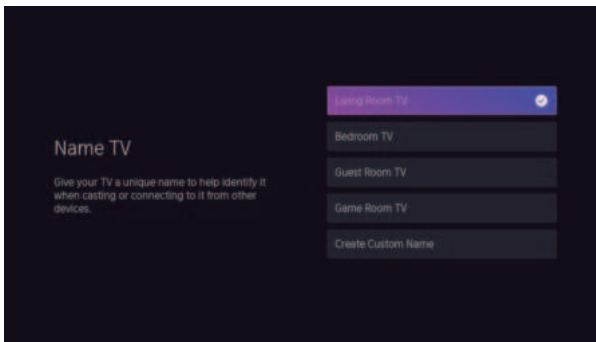 Name TV
Give your TV a unique name to help identify it
when casting or connecting to it from other
devices.
Living Room TV
Bedroom TV
Guest Room TV
Game Room TV
Create Custom Name